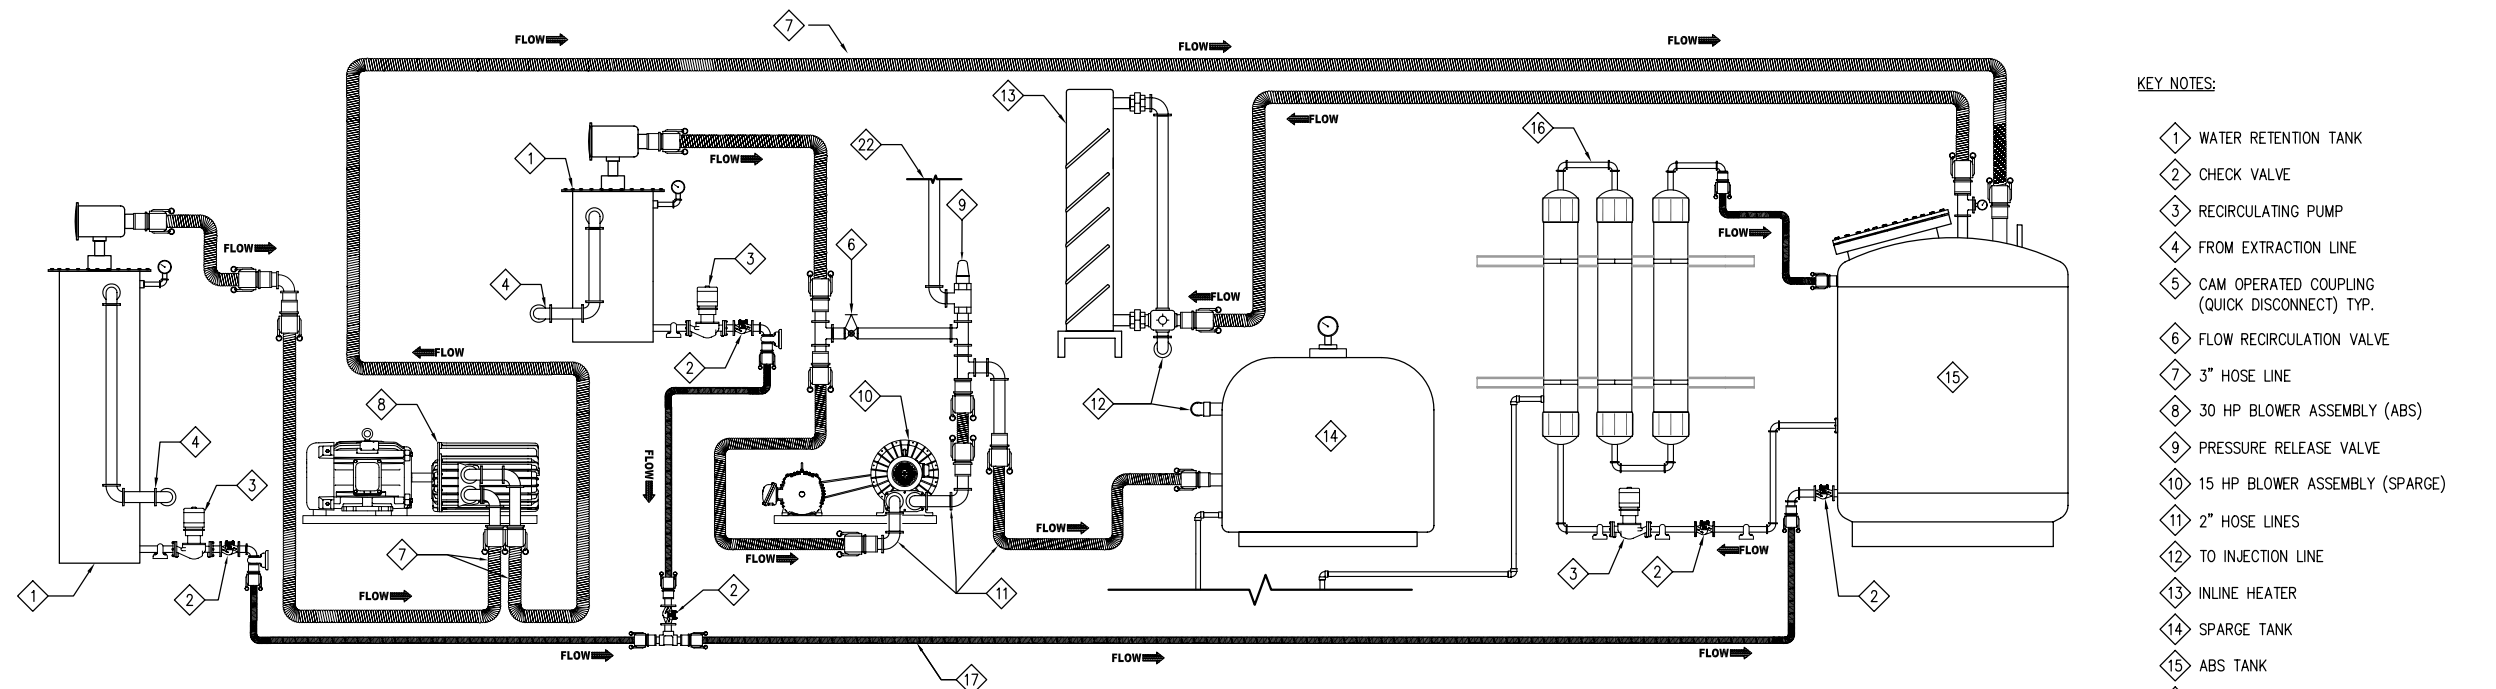 7
FLOW
FLOW
FLOW
KEY NOTES:
13
FLOW
16
1
22
FLOW
1 WATER RETENTION TANK
2 CHECK VALVE
9
3 RECIRCULATING PUMP
FLOW
6
FLOW
4 FROM EXTRACTION LINE
3
4
5 CAM OPERATED COUPLING
(QUICK DISCONNECT) TYP.
FLOW
6 FLOW RECIRCULATION VALVE
FLOW
2
15
7 3" HOSE LINE
8
10
12
8 30 HP BLOWER ASSEMBLY (ABS)
4
14
9 PRESSURE RELEASE VALVE
FLOW
3
10 15 HP BLOWER ASSEMBLY (SPARGE)
FLOW
11 2" HOSE LINES
7
FLOW
FLOW
12 TO INJECTION LINE
3
2
1
2
FLOW
2
11
2
13 INLINE HEATER
14 SPARGE TANK
FLOW
FLOW
FLOW
15 ABS TANK
17